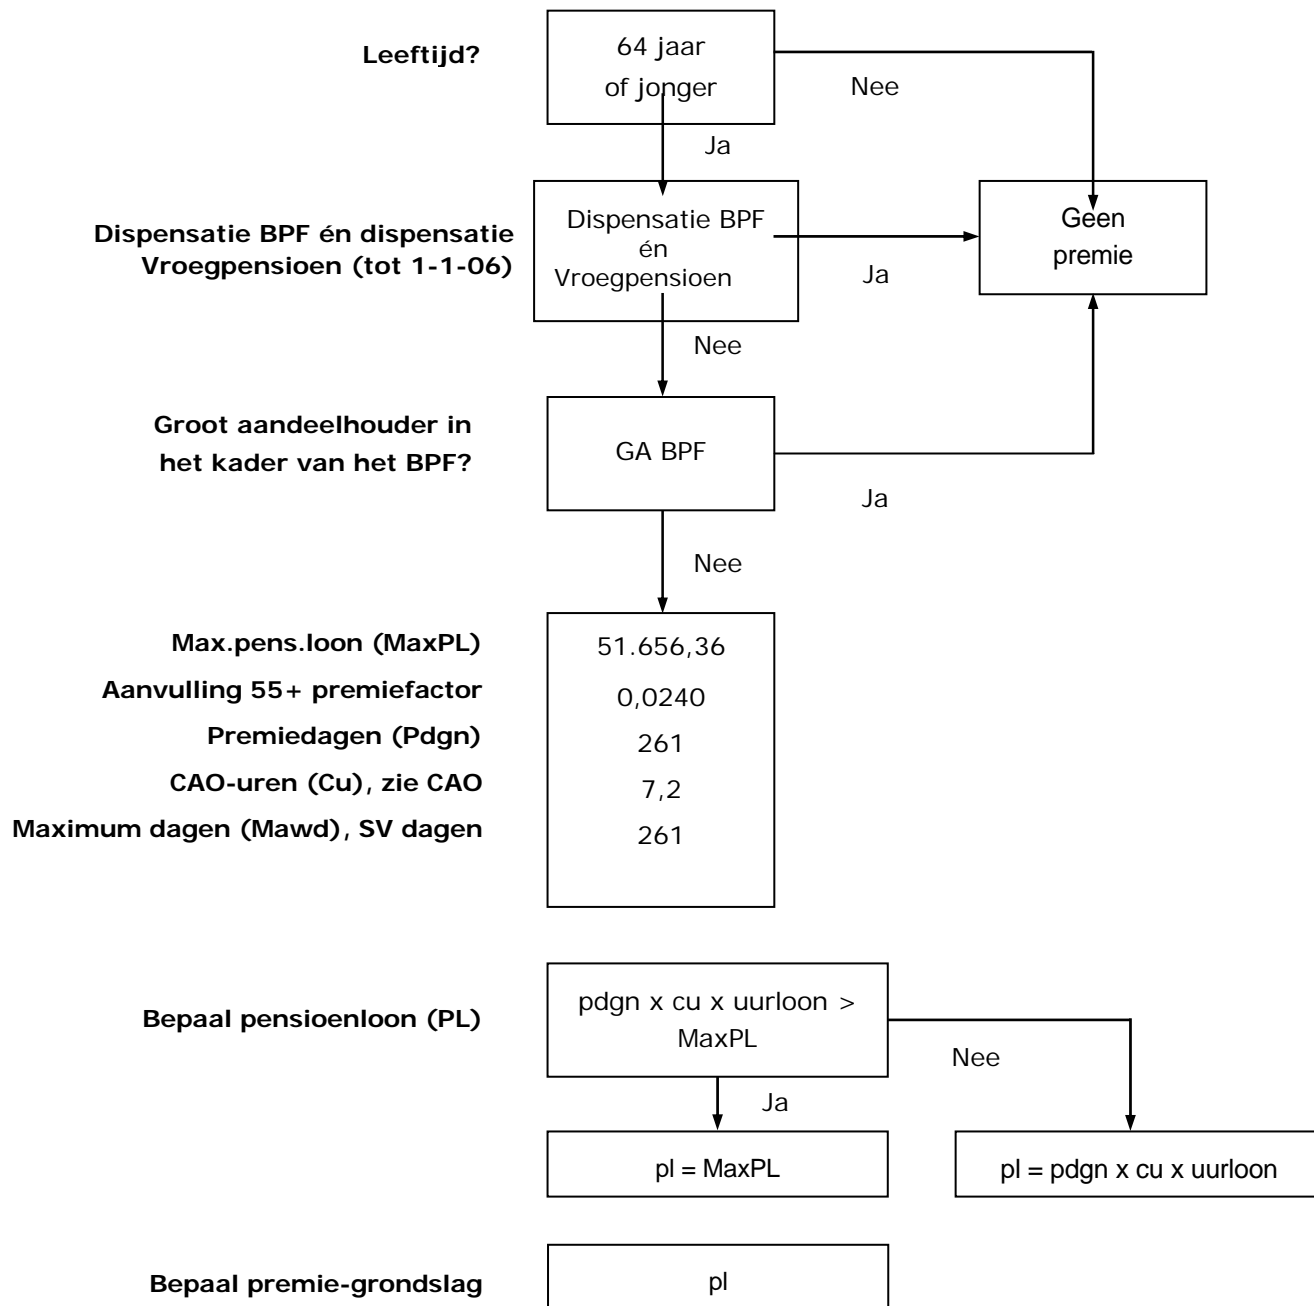 Leeftijd?
64 jaar
of jonger
Nee
Ja
Dispensatie BPF én dispensatie
Vroegpensioen (tot 1-1-06)
Dispensatie BPF
én
Vroegpensioen
Ja
Geen
premie
Nee
Groot aandeelhouder in
het kader van het BPF?
GA BPF
Ja
Nee
Max.pens.loon (MaxPL)
51.656,36
Aanvulling 55+ premiefactor
0,0240
Premiedagen (Pdgn)
261
CAO-uren (Cu), zie CAO
7,2
Maximum dagen (Mawd), SV dagen
261
Bepaal pensioenloon (PL)
pdgn x cu x uurloon >
MaxPL
Nee
Ja
pl = MaxPL
pl = pdgn x cu x uurloon
Bepaal premie-grondslag
pl